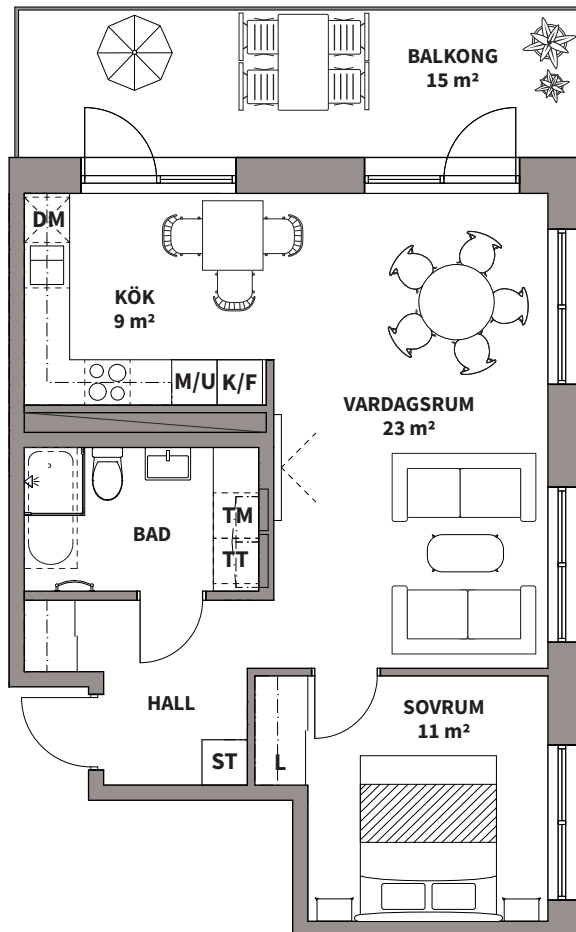 BALKONG
15 m²
DM
KÖK
9 m²
M/U K/F
VARDAGSRUM
23 m²
TM
BAD
TT
HALL
SOVRUM
11 m²
ST
L